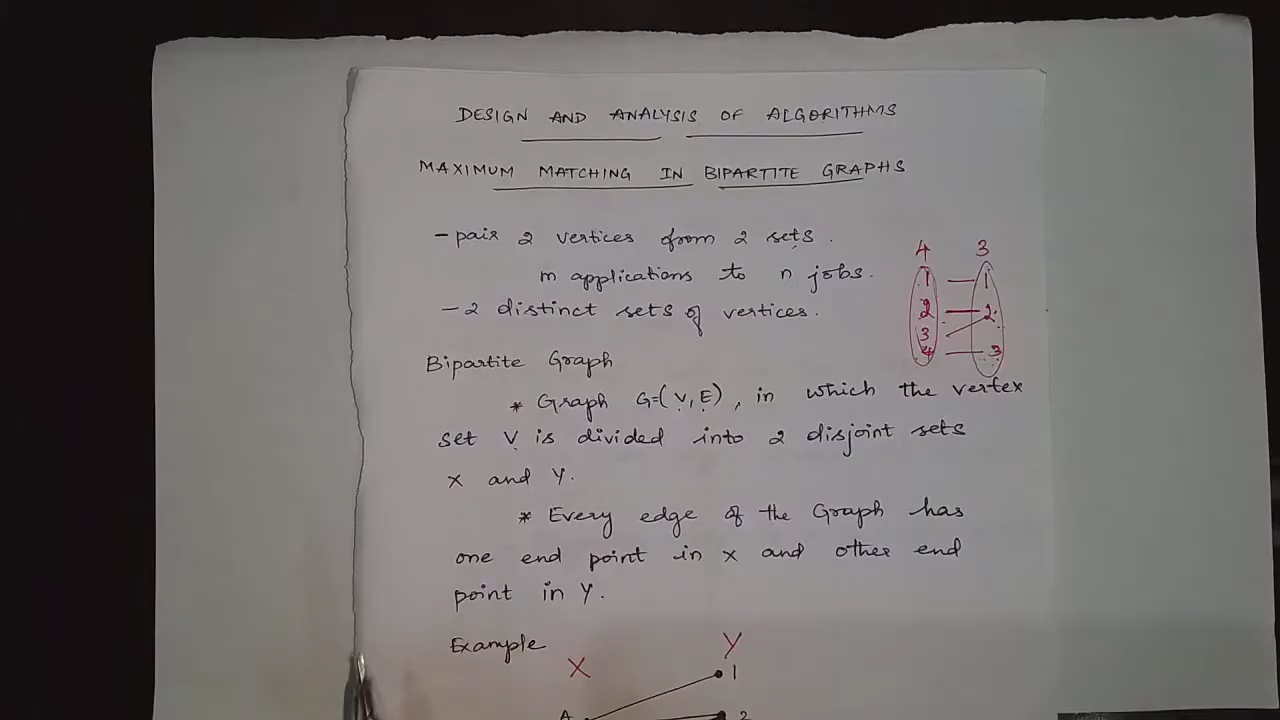 DESIGN AND ANALYSIS OF ALGORITHMS
MAXIMUM MATCHING IN BIPARTITE GRAPHS
- pair 2 vertices from 2 sets.
m applications to n jobs.
- 2 distinct sets of vertices.
4 3
1 1
2 2
3
4 3
Bipartite Graph
* Graph G=(V,E), in which the vertex
set V is divided into 2 disjoint sets
X and Y.
* Every edge of the Graph has
one end point in X and other end
point in Y.
Example
X Y
1
A 2